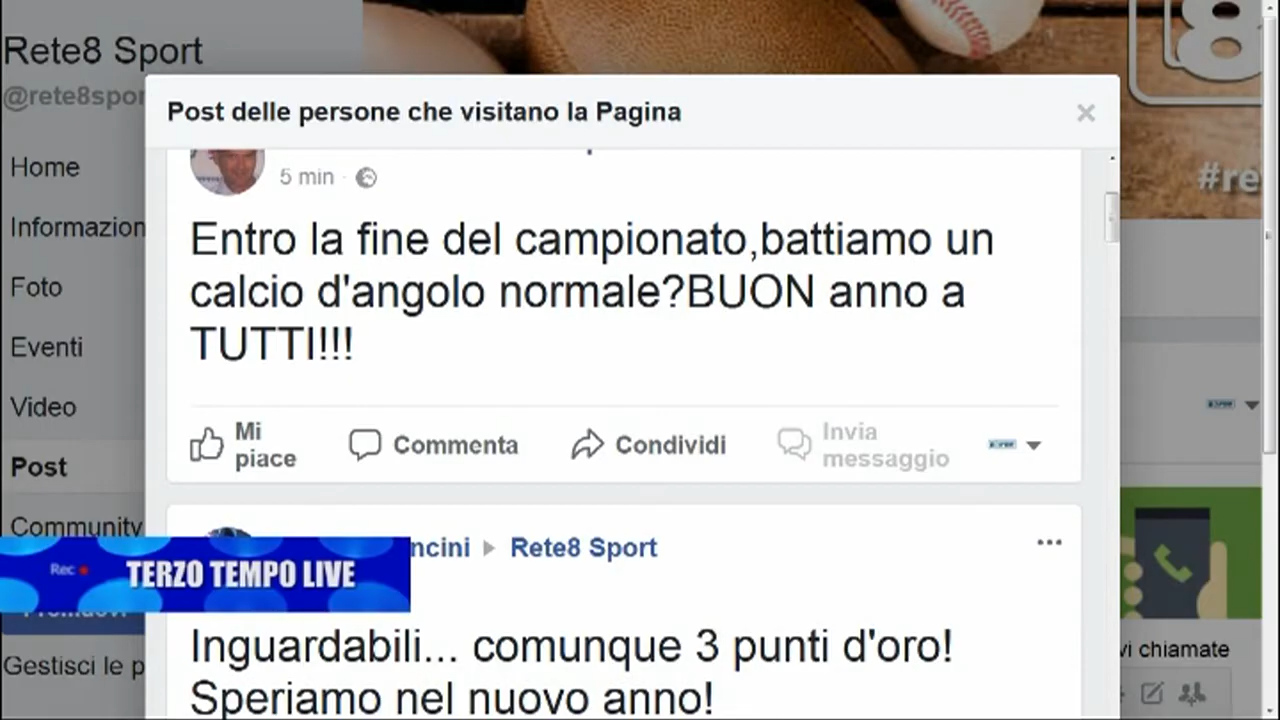 Rete8 Sport
@rete8spor
8
#re
Post delle persone che visitano la Pagina
×
Home
Informazion
Foto
Eventi
Video
Post
Community
5 min ·
Entro la fine del campionato,battiamo un
calcio d'angolo normale?BUON anno a
TUTTI!!!
Mi piace
Commenta
Condividi
Invia messaggio
ncini Rete8 Sport
Rec
TERZO TEMPO LIVE
Gestisci le p
Inguardabili... comunque 3 punti d'oro!
Speriamo nel nuovo anno!
vi chiamate